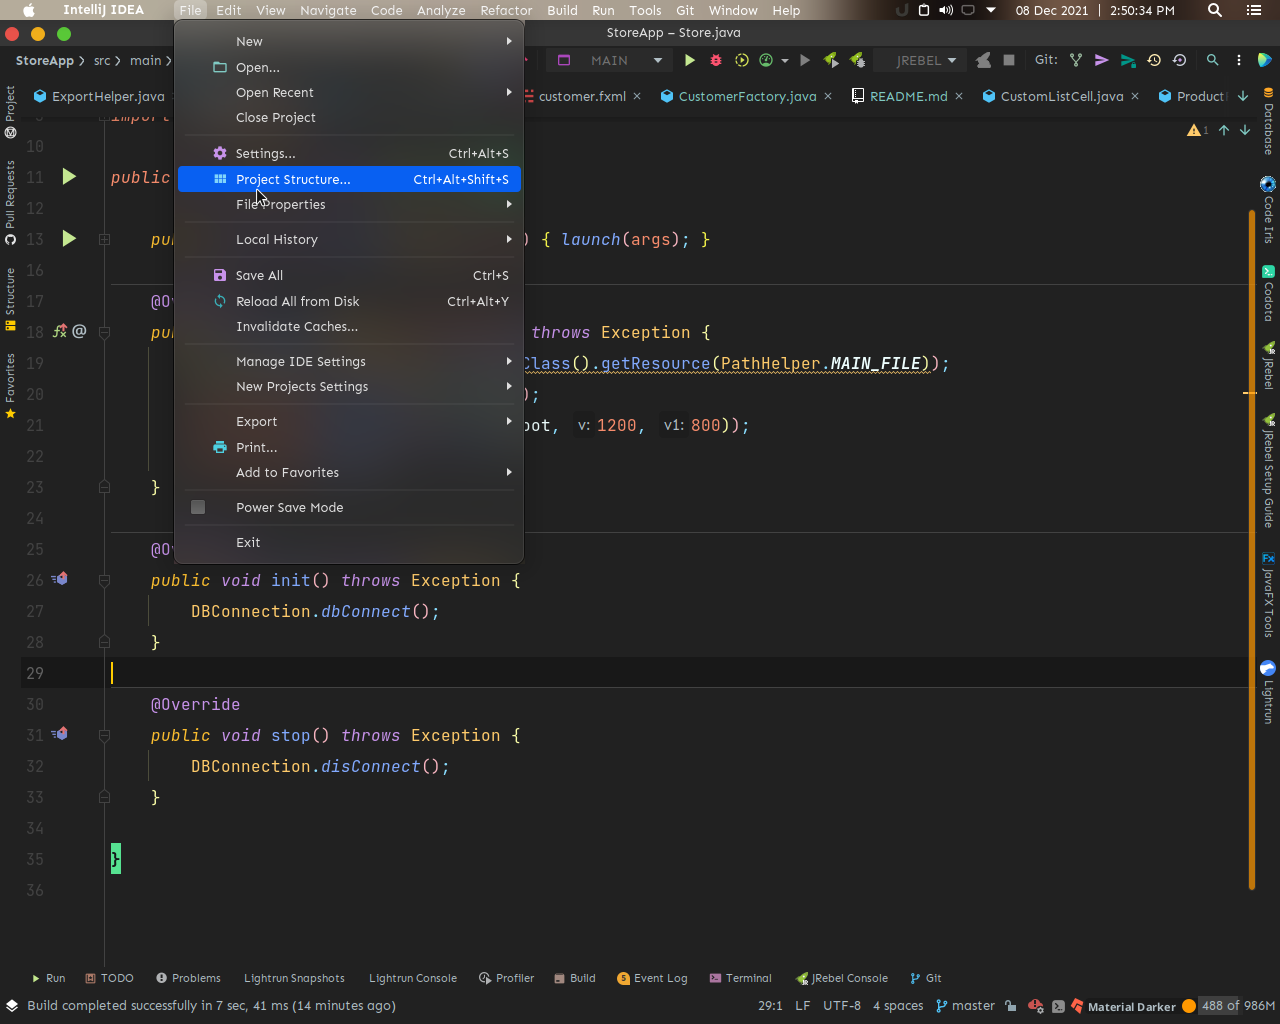 IntelliJ IDEA File Edit View Navigate Code Analyze Refactor Build Run Tools Git Window Help 08 Dec 2021 | 2:50:34 PM
StoreApp – Store.java
StoreApp src main MAIN JREBEL Git:
ExportHelper.java customer.fxml CustomerFactory.java README.md CustomListCell.java Product
New
Open...
Open Recent
Close Project
Settings... Ctrl+Alt+S
Project Structure... Ctrl+Alt+Shift+S
File Properties
Local History
Save All Ctrl+S
Reload All from Disk Ctrl+Alt+Y
Invalidate Caches...
Manage IDE Settings
New Projects Settings
Export
Print...
Add to Favorites
Power Save Mode
Exit
Project
Pull Requests
Structure
Favorites
1
import
10
11 public
12
13 pu ) { launch(args); }
16
17 @O
18 pu throws Exception {
19 Class().getResource(PathHelper.MAIN_FILE));
20 );
21 oot, v: 1200, v1: 800));
22
23 }
24
25 @O
26 public void init() throws Exception {
27 DBConnection.dbConnect();
28 }
29
30 @Override
31 public void stop() throws Exception {
32 DBConnection.disConnect();
33 }
34
35 }
36
Database
Code Iris
Codota
JRebel
JRebel Setup Guide
JavaFX Tools
Lightrun
Run TODO Problems Lightrun Snapshots Lightrun Console Profiler Build 5 Event Log Terminal JRebel Console Git
Build completed successfully in 7 sec, 41 ms (14 minutes ago) 29:1 LF UTF-8 4 spaces master Material Darker 488 of 986M